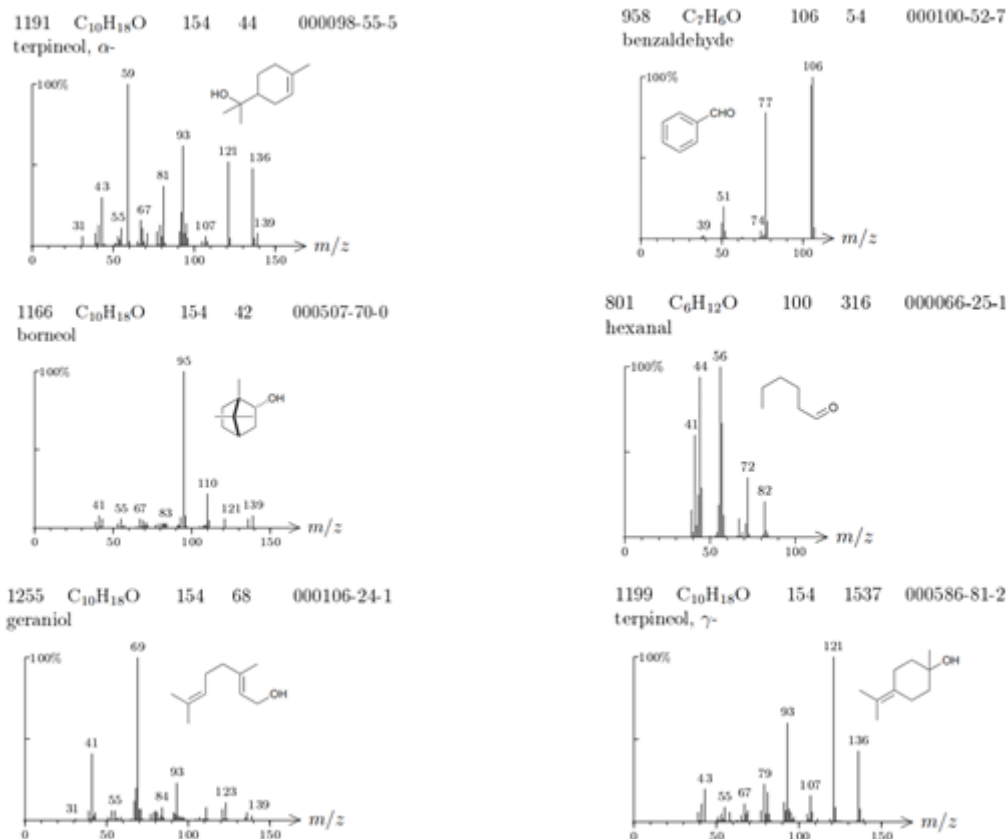 1191 C10H18O 154 44 000098-55-5
terpineol, α-
100%
59
HO
93
121
136
81
43
31
55
67
107
139
m/z
0 50 100 150
958 C7H6O 106 54 000100-52-7
benzaldehyde
100%
106
77
CHO
51
39
74
m/z
0 50 100
1166 C10H18O 154 42 000507-70-0
borneol
100%
95
OH
110
41
55
67
83
121
139
m/z
0 50 100 150
801 C6H12O 100 316 000066-25-1
hexanal
100%
56
44
O
41
72
82
m/z
0 50 100
1255 C10H18O 154 68 000106-24-1
geraniol
100%
69
OH
41
93
31
55
84
123
139
m/z
0 50 100 150
1199 C10H18O 154 1537 000586-81-2
terpineol, γ-
100%
121
OH
93
136
43
79
55
67
107
m/z
0 50 100 150